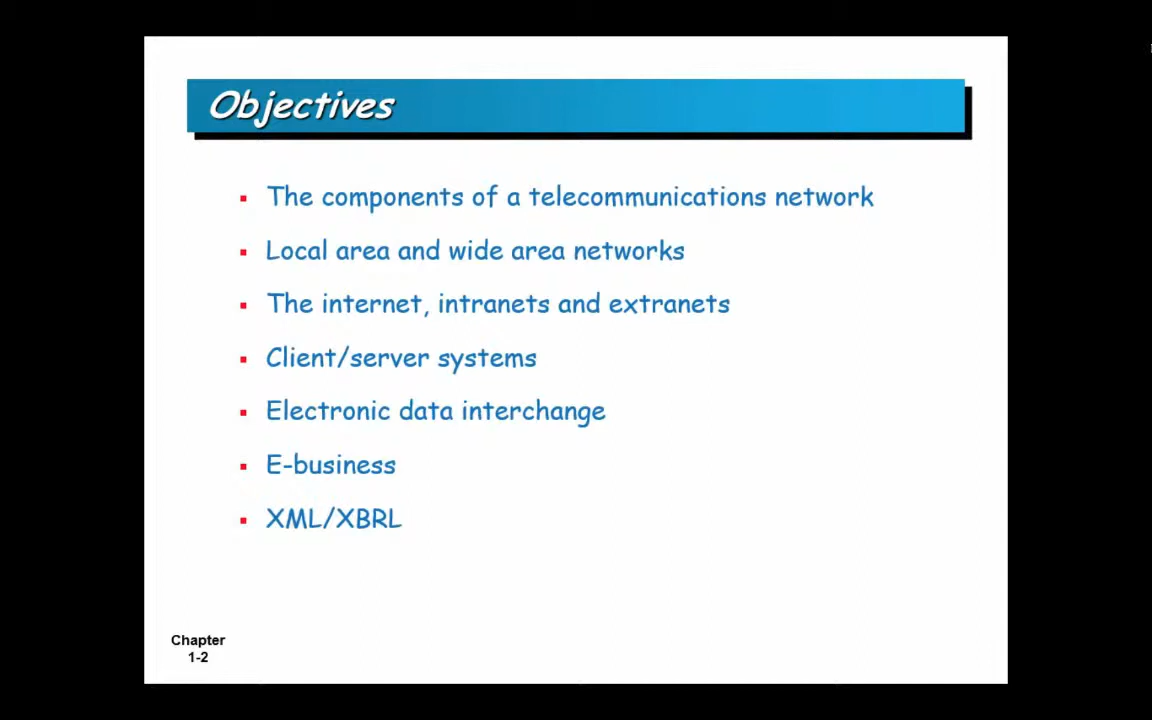 Objectives
The components of a telecommunications network
Local area and wide area networks
The internet, intranets and extranets
Client/server systems
Electronic data interchange
E-business
XML/XBRL
Chapter
1-2